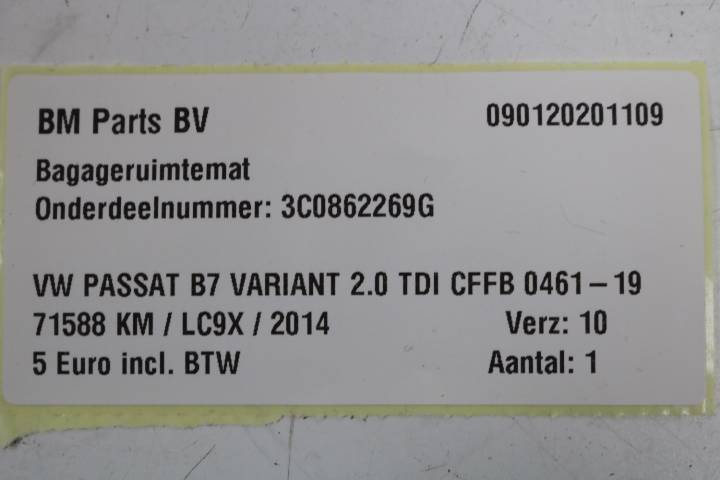 BM Parts BV 090120201109
Bagageruimtemat
Onderdeelnummer: 3C0862269G
VW PASSAT B7 VARIANT 2.0 TDI CFFB 0461-19
71588 KM / LC9X / 2014 Verz: 10
5 Euro incl. BTW Aantal: 1